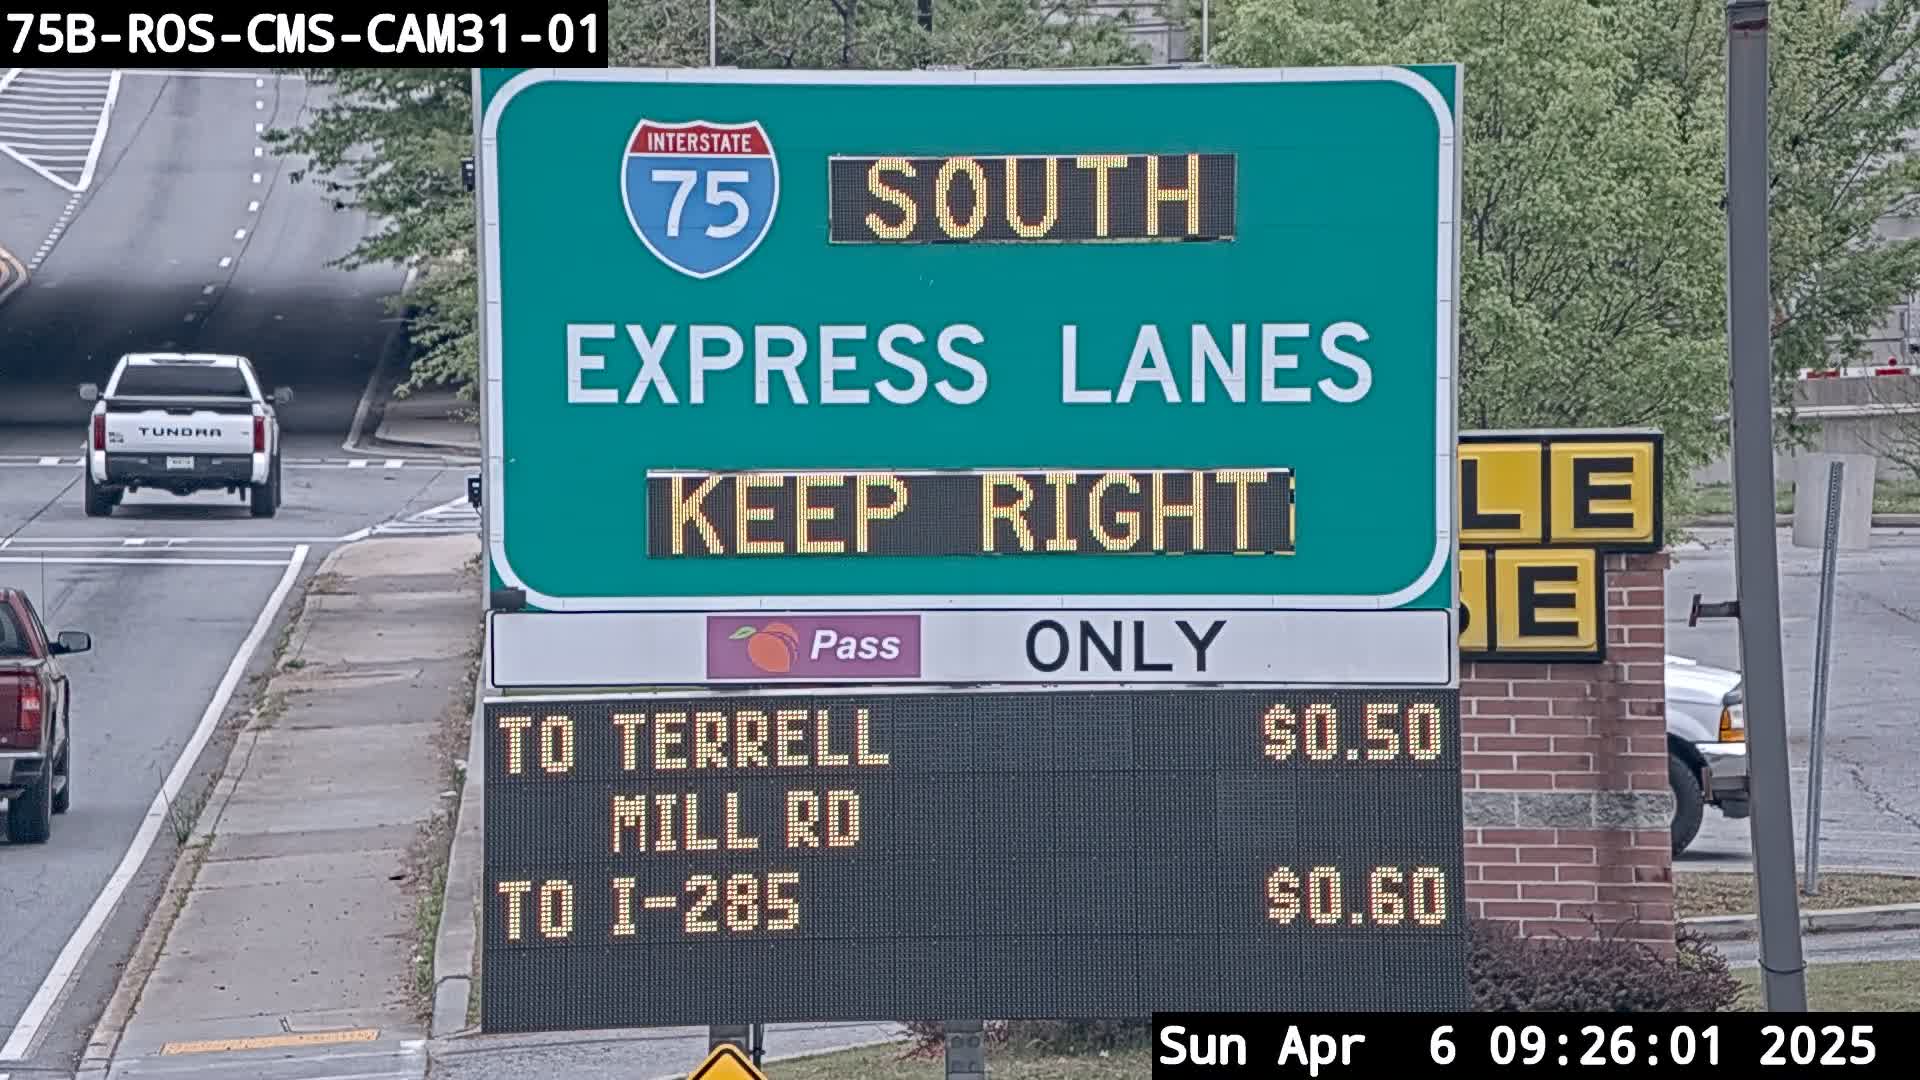 75B-ROS-CMS-CAM31-01
INTERSTATE
75
SOUTH
EXPRESS LANES
KEEP RIGHT
Pass ONLY
TO TERRELL $0.50
MILL RD
TO I-285 $0.60
TUNDRA
LE
E
Sun Apr 6 09:26:01 2025